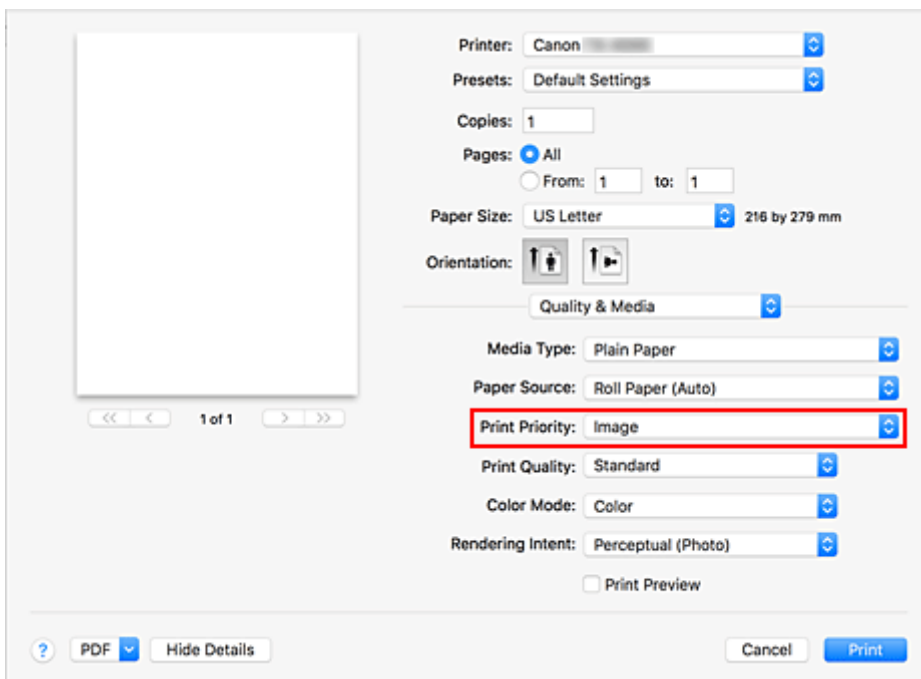 Printer: Canon
Presets: Default Settings
Copies: 1
Pages: All
From: 1 to: 1
Paper Size: US Letter 216 by 279 mm
Orientation:
Quality & Media
Media Type: Plain Paper
Paper Source: Roll Paper (Auto)
1 of 1
Print Priority: Image
Print Quality: Standard
Color Mode: Color
Rendering Intent: Perceptual (Photo)
Print Preview
? PDF Hide Details Cancel Print